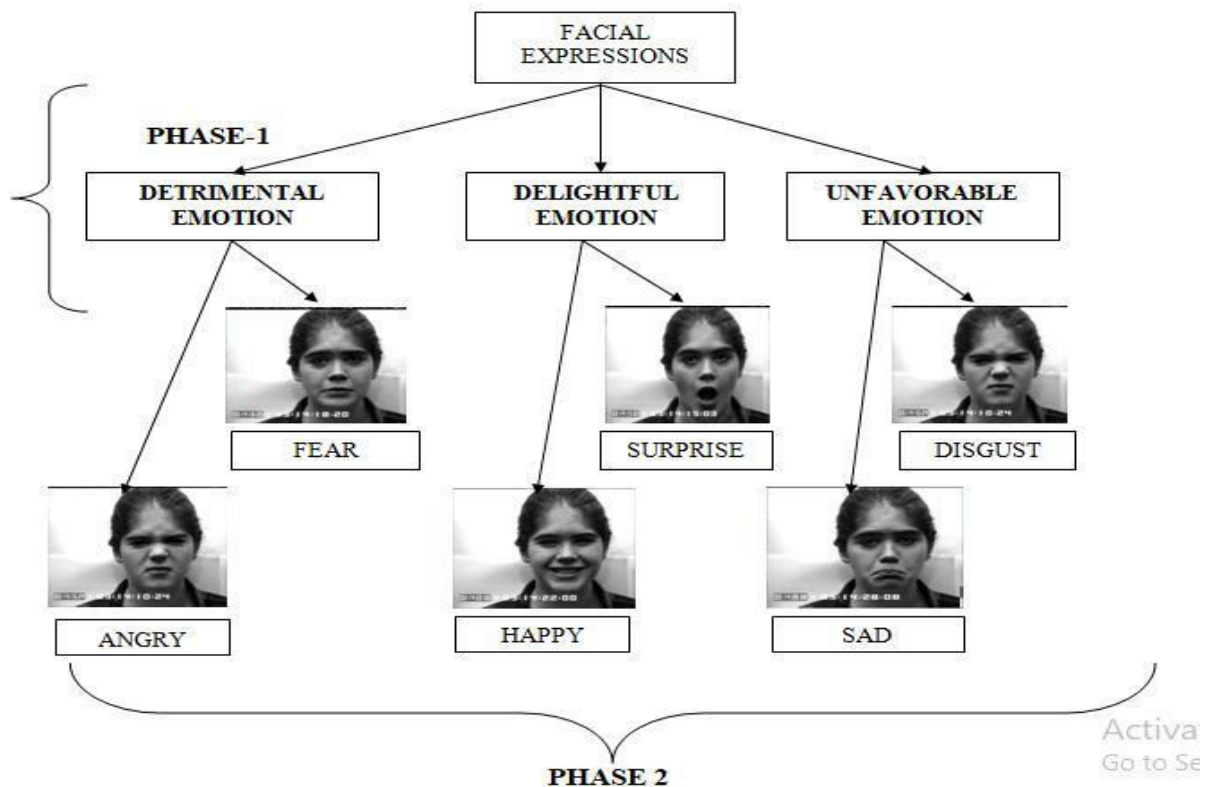 FACIAL
EXPRESSIONS
PHASE-1
DETRIMENTAL
EMOTION
DELIGHTFUL
EMOTION
UNFAVORABLE
EMOTION
FEAR
SURPRISE
DISGUST
ANGRY
HAPPY
SAD
PHASE 2
Activa
Go to Se